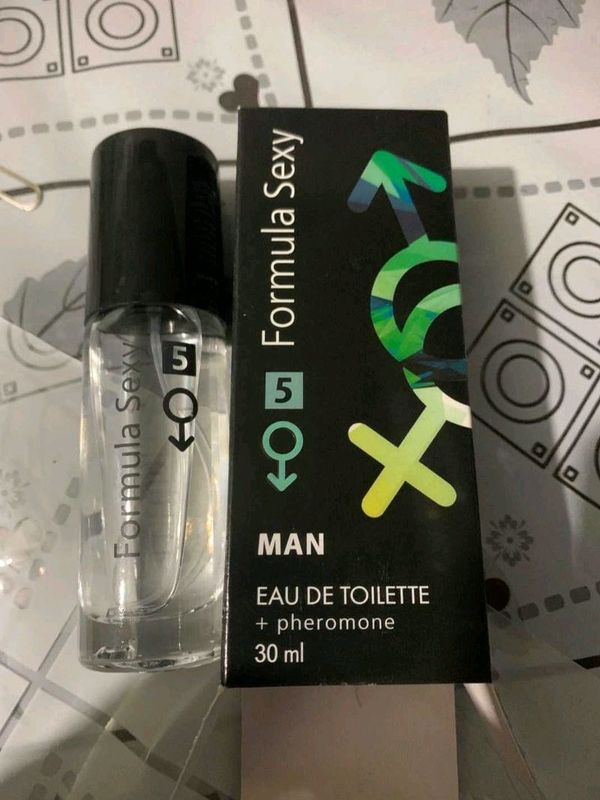 Formula Sexy
5
Formula Sexy
5
MAN
EAU DE TOILETTE
+ pheromone
30 ml